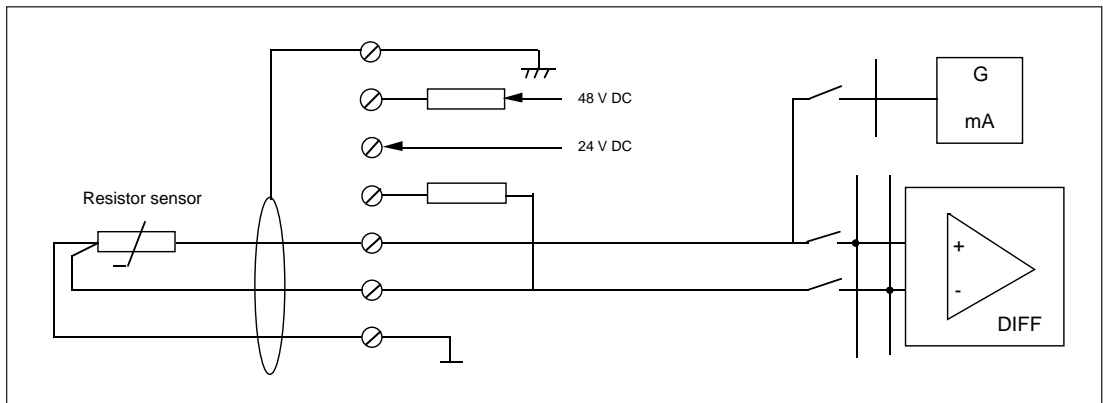 G
mA
48 V DC
24 V DC
Resistor sensor
+
-
DIFF